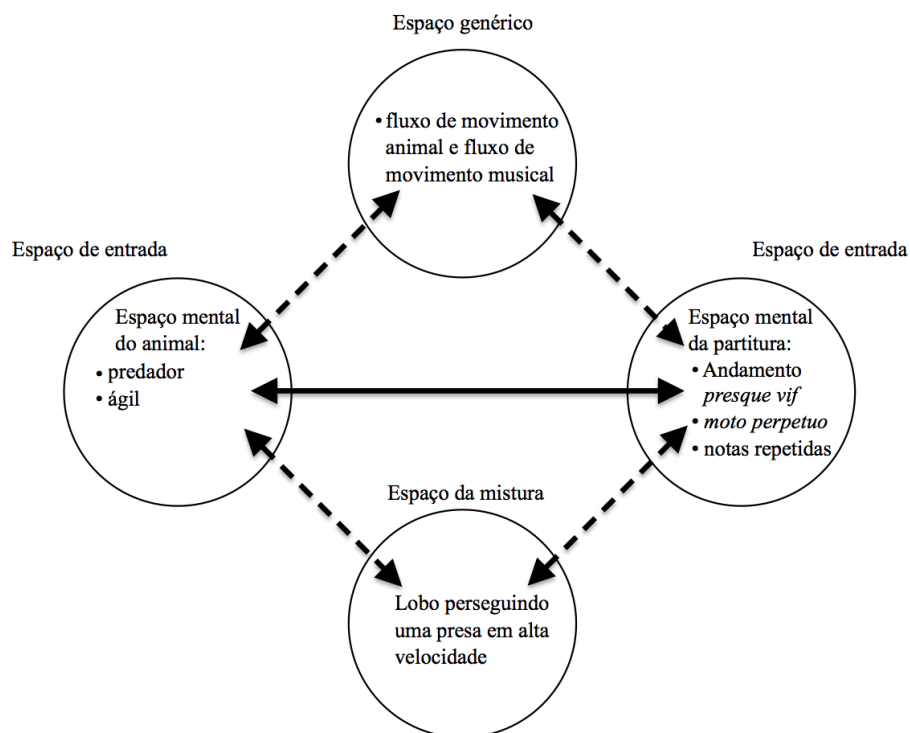 Espaço genérico
• fluxo de movimento
animal e fluxo de
movimento musical
Espaço de entrada
Espaço mental
do animal:
• predador
• ágil
Espaço de entrada
Espaço mental
da partitura:
• Andamento
presque vif
• moto perpetuo
• notas repetidas
Espaço da mistura
Lobo perseguindo
uma presa em alta
velocidade